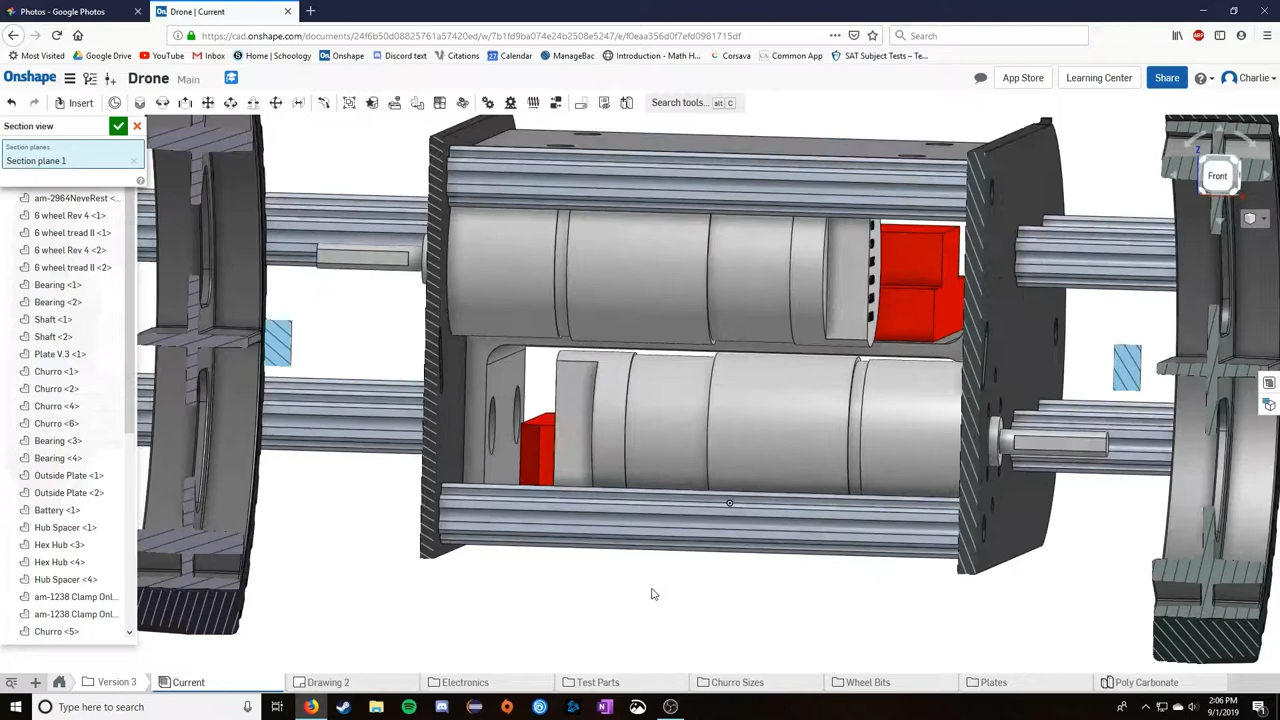 Photos - Google Photos
Drone | Current
https://cad.onshape.com/documents/24f6b50d08825761a57420ed/w/7b1fd9ba074e24b2508e5247/e/f0eaa356d0f7efd0981715df
Search
Most Visited
Google Drive
YouTube
Inbox
Home | Schoology
Onshape
Discord text
Citations
Calendar
ManageBac
Introduction - Math H...
Corsava
Common App
SAT Subject Tests – Te...
Onshape
Drone
Main
App Store
Learning Center
Share
Charlie
Insert
Search tools...
alt C
Section view
Section planes
Section plane 1
am-2964NeveRest <...
6 wheel Rev 4 <1>
6 wheel tread II <1>
6 wheel Rev 4 <2>
6 wheel tread II <2>
Bearing <1>
Bearing <2>
Shaft <1>
Shaft <2>
Plate V.3 <1>
Churro <1>
Churro <2>
Churro <4>
Churro <6>
Bearing <3>
Bearing <4>
Outside Plate <1>
Outside Plate <2>
Battery <1>
Hub Spacer <1>
Hex Hub <3>
Hex Hub <4>
Hub Spacer <4>
am-1238 Clamp Onl...
am-1238 Clamp Onl...
Churro <5>
Z
Front
Version 3
Current
Drawing 2
Electronics
Test Parts
Churro Sizes
Wheel Bits
Plates
Poly Carbonate
Type here to search
2:06 PM
9/1/2019